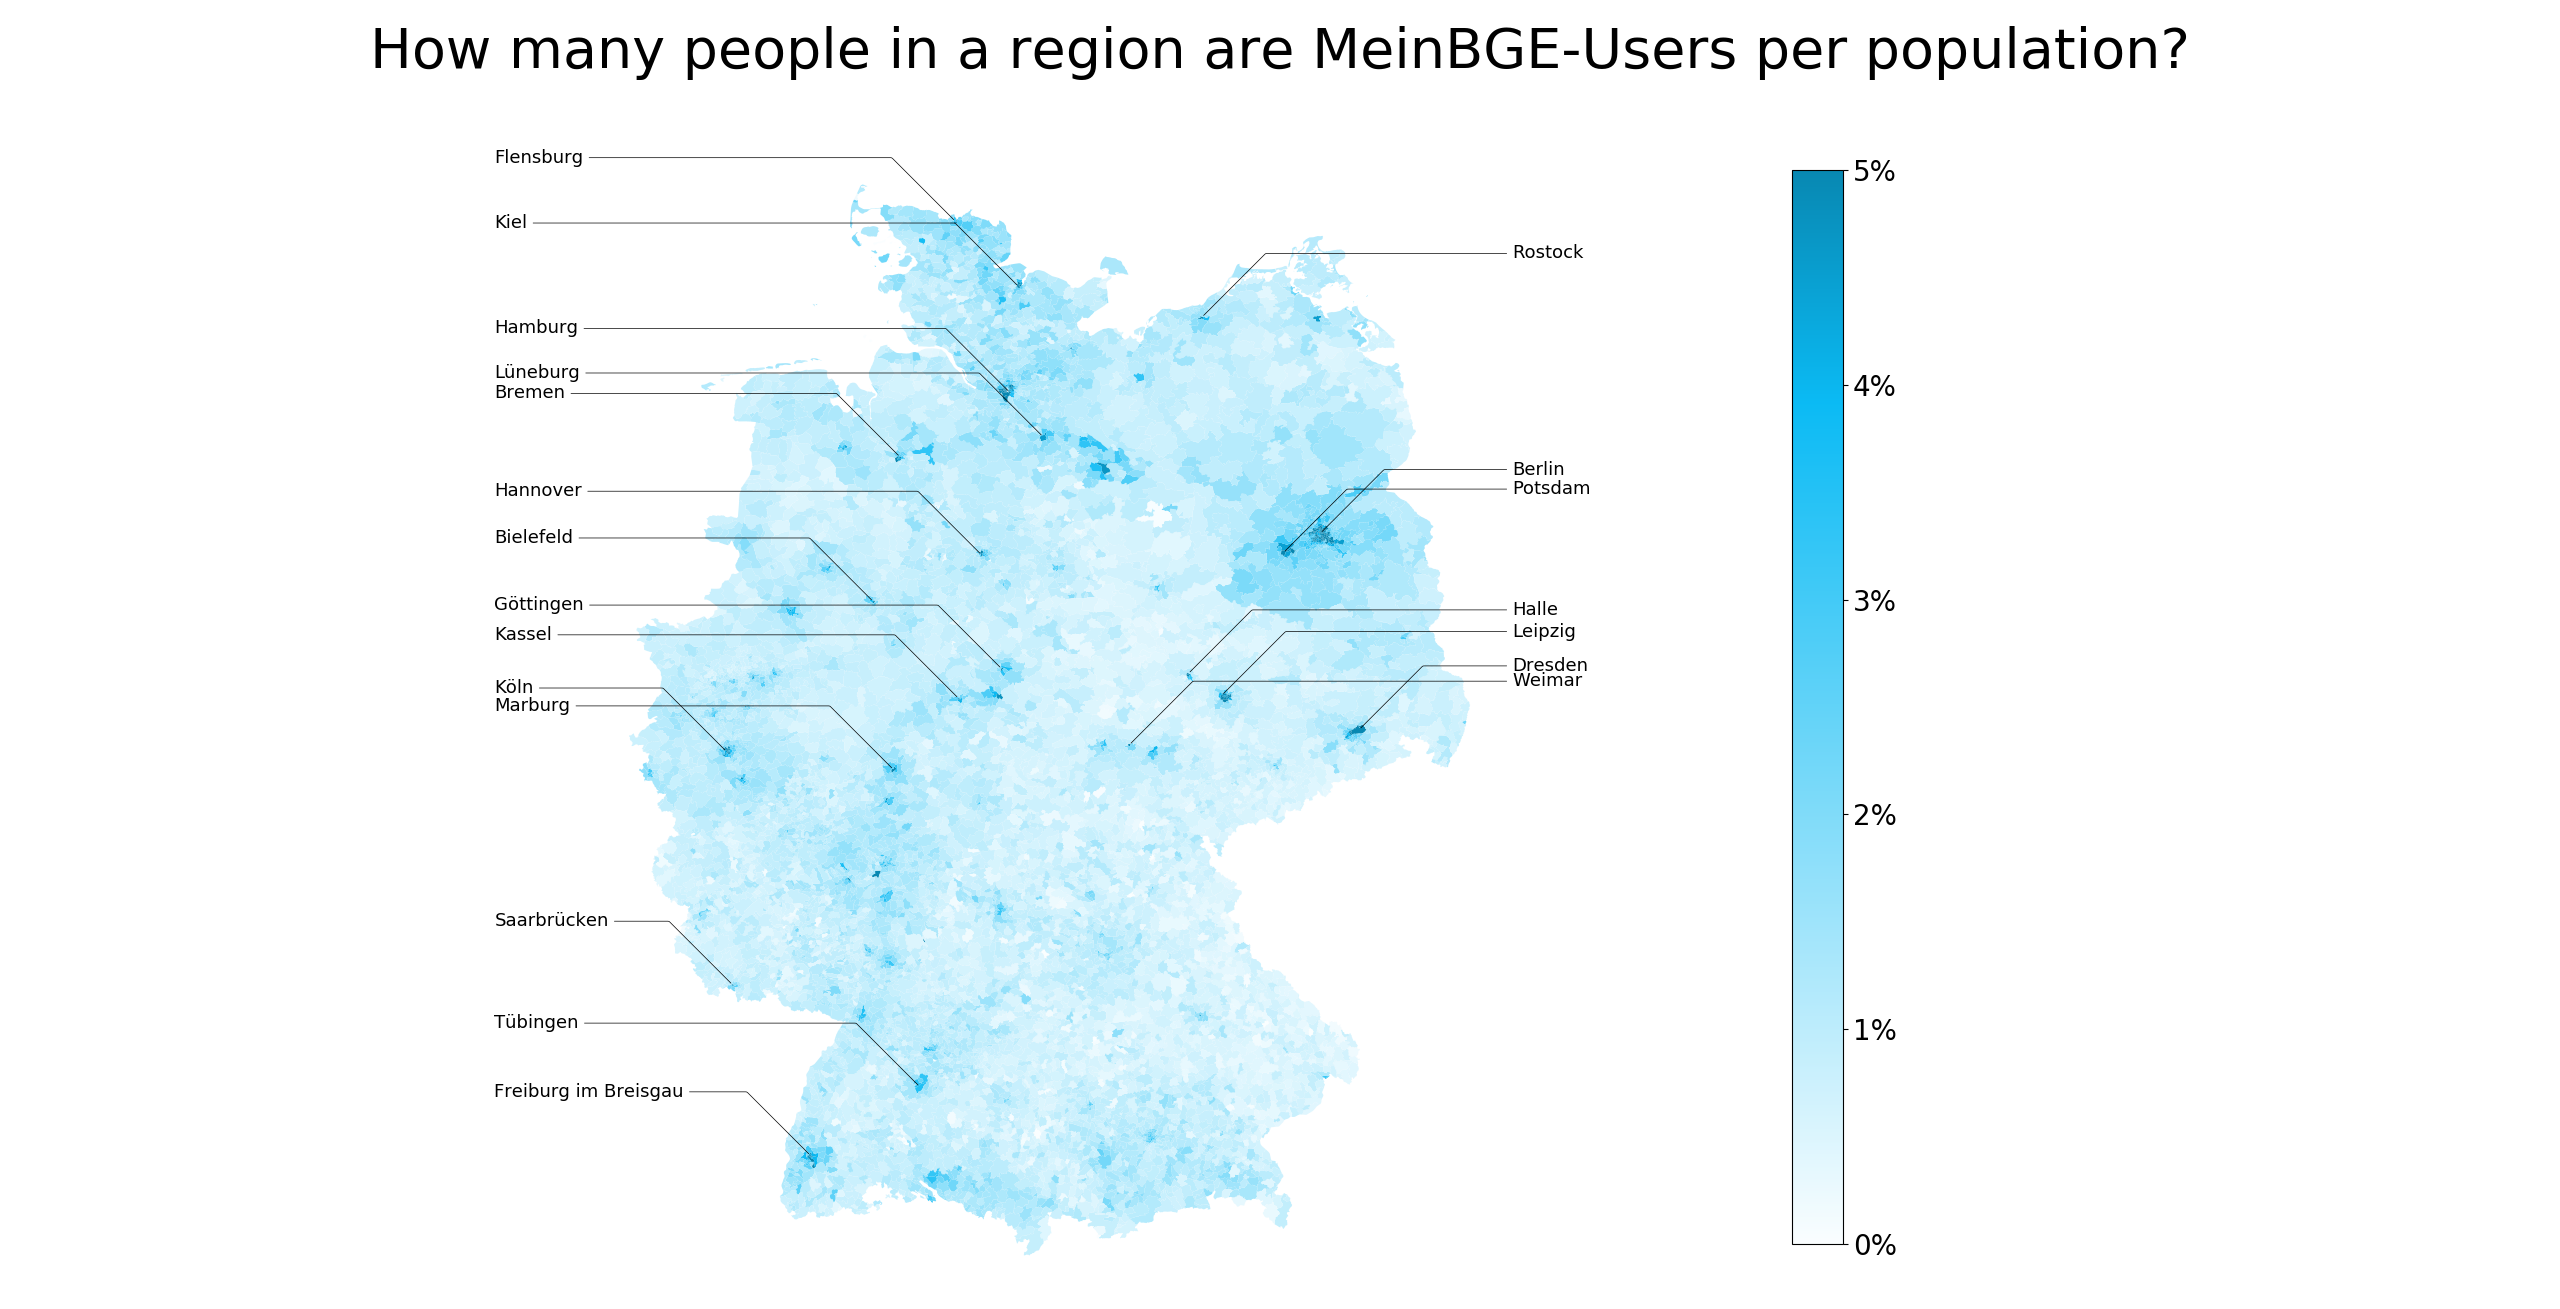 How many people in a region are MeinBGE-Users per population?
Flensburg
Kiel
Hamburg
Lüneburg
Bremen
Hannover
Bielefeld
Göttingen
Kassel
Köln
Marburg
Saarbrücken
Tübingen
Freiburg im Breisgau
Rostock
Berlin
Potsdam
Halle
Leipzig
Dresden
Weimar
5%
4%
3%
2%
1%
0%